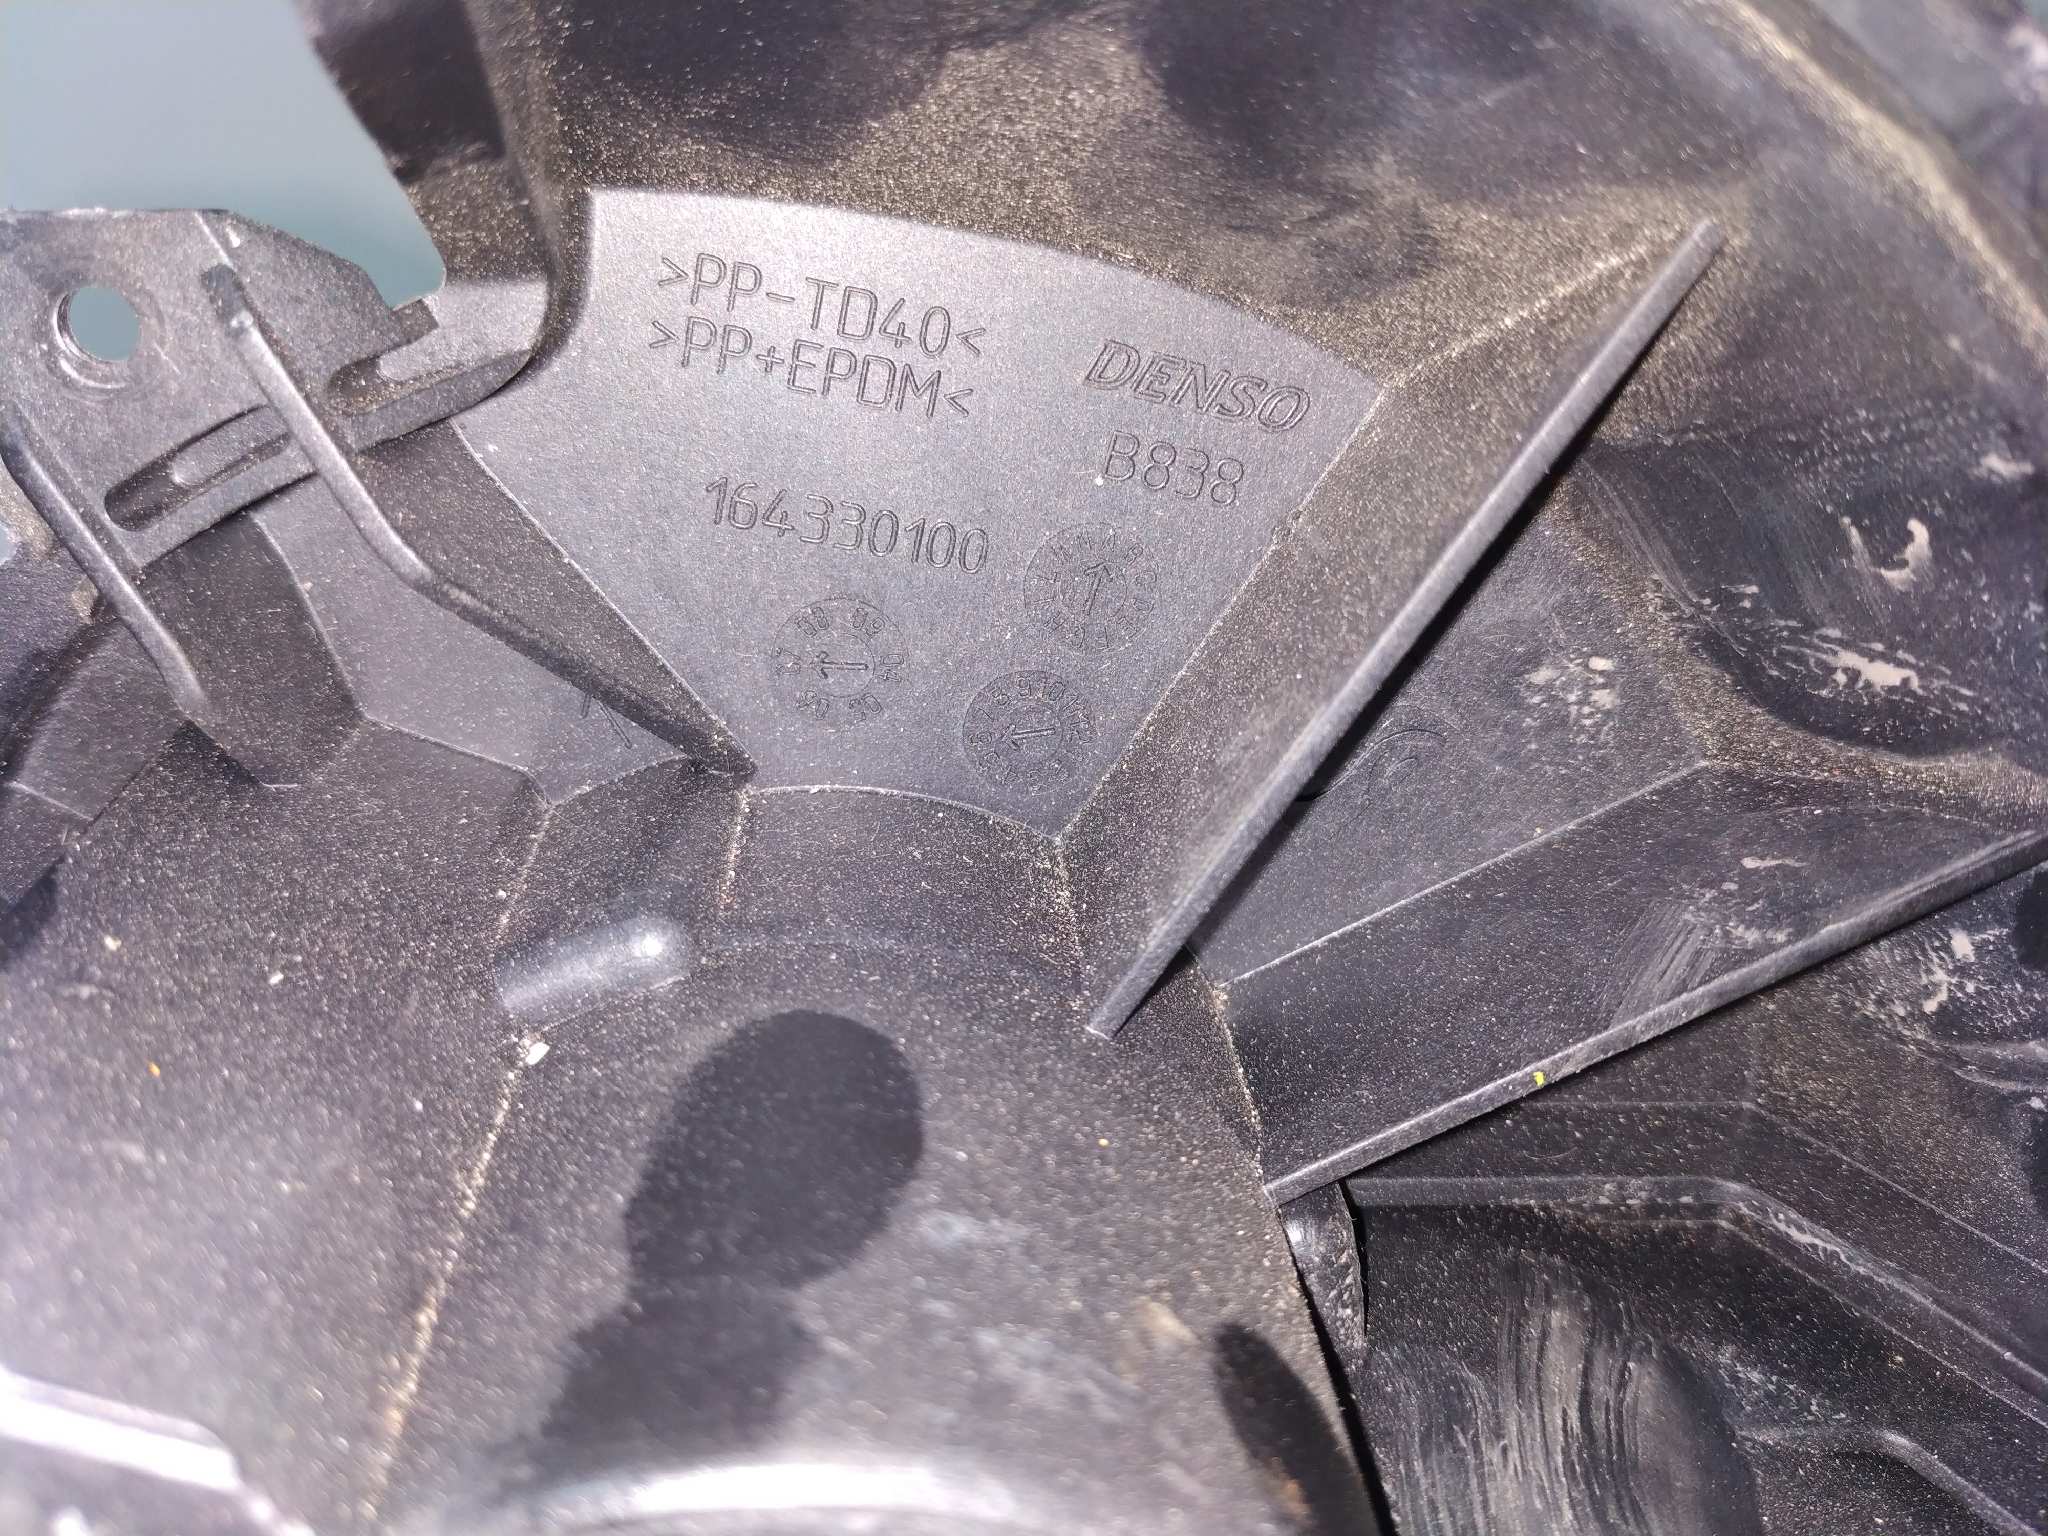 >PP-TD40<
>PP+EPDM<
DENSO
B838
164330100